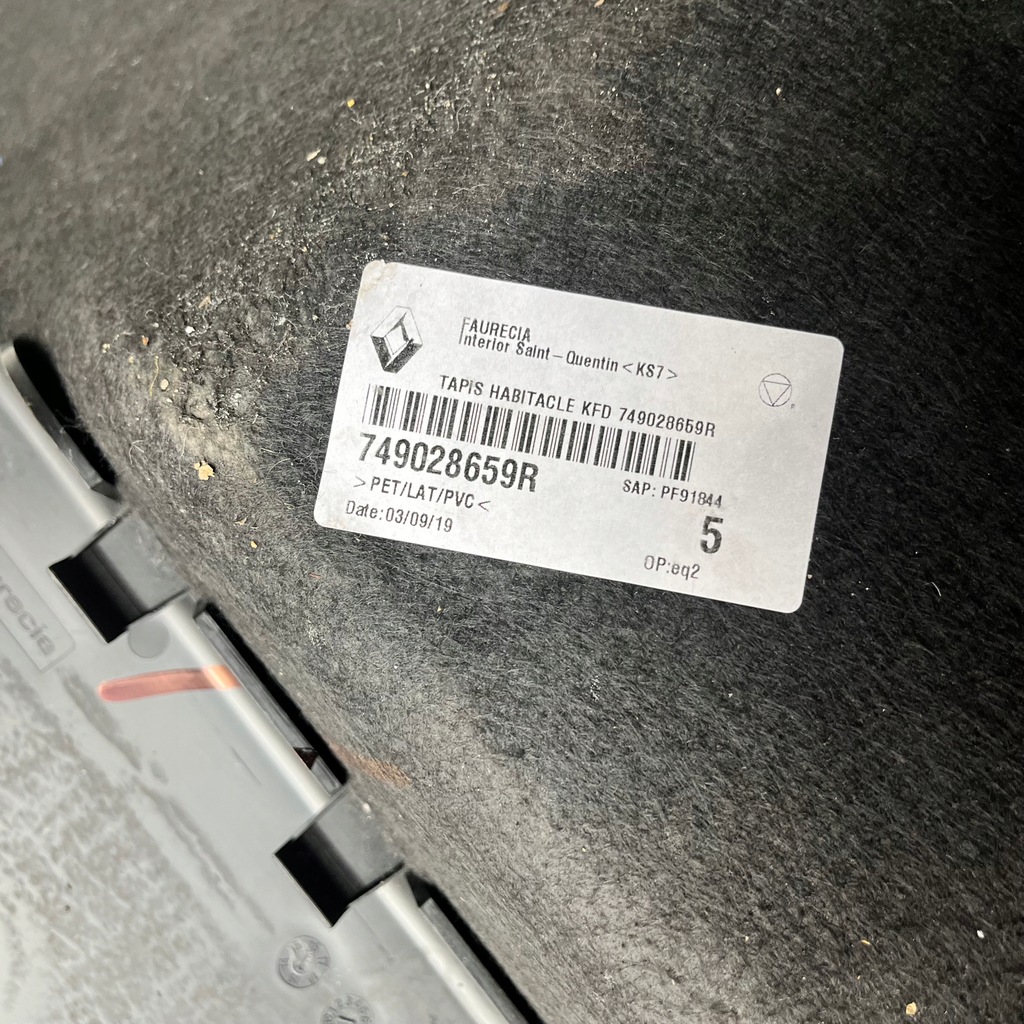 FAURECIA
Interior Saint-Quentin <KS7>
TAPIS HABITACLE KFD 749028659R
749028659R
SAP: PF91844
>PET/LAT/PVC<
5
Date:03/09/19
OP:eq2
recia